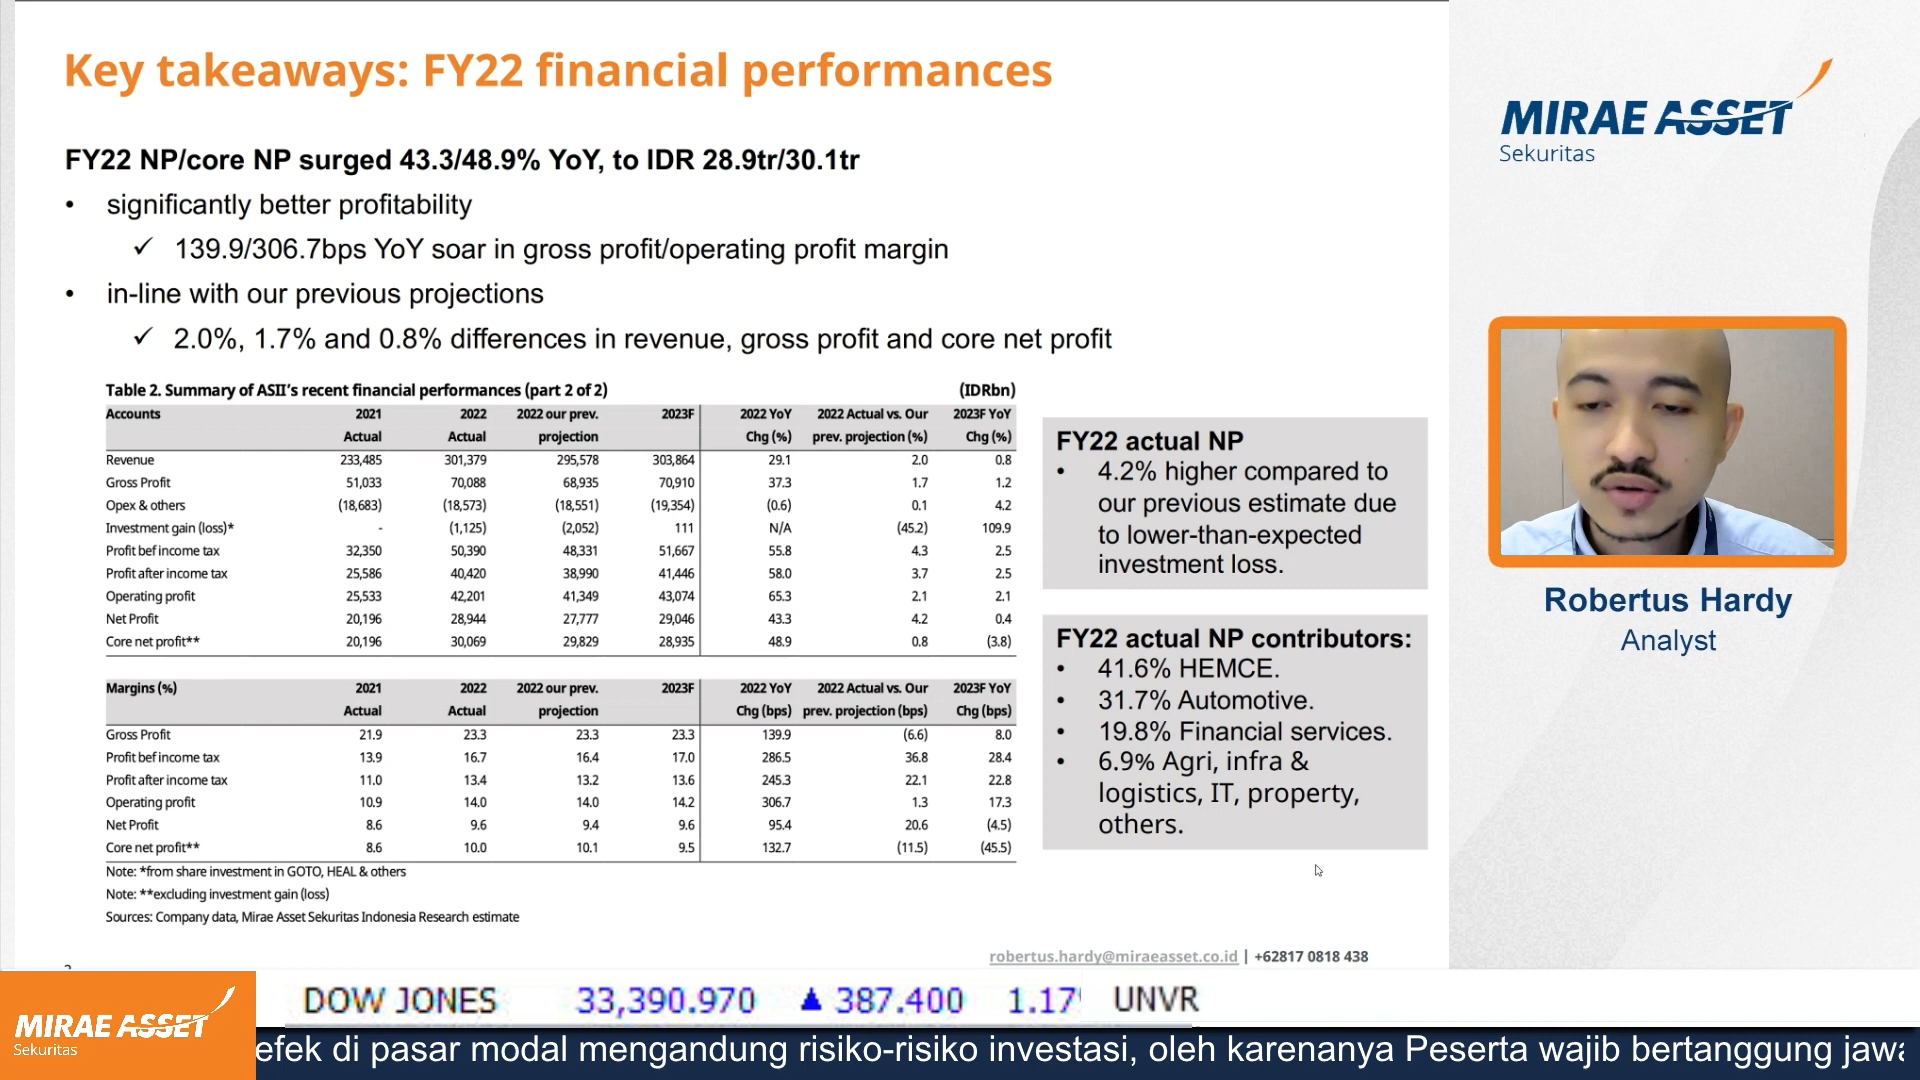 Key takeaways: FY22 financial performances
FY22 NP/core NP surged 43.3/48.9% YoY, to IDR 28.9tr/30.1tr
• significantly better profitability
✓ 139.9/306.7bps YoY soar in gross profit/operating profit margin
• in-line with our previous projections
✓ 2.0%, 1.7% and 0.8% differences in revenue, gross profit and core net profit
Table 2. Summary of ASII's recent financial performances (part 2 of 2) (IDRbn)
Accounts 2021 2022 2022 our prev. 2023F 2022 YoY 2022 Actual vs. Our 2023F YoY
Actual Actual projection Chg (%) prev. projection (%) Chg (%)
Revenue 233,485 301,379 295,578 303,864 29.1 2.0 0.8
Gross Profit 51,033 70,088 68,935 70,910 37.3 1.7 1.2
Opex & others (18,683) (18,573) (18,551) (19,354) (0.6) 0.1 4.2
Investment gain (loss)* - (1,125) (2,052) 111 N/A (45.2) 109.9
Profit bef income tax 32,350 50,390 48,331 51,667 55.8 4.3 2.5
Profit after income tax 25,586 40,420 38,990 41,446 58.0 3.7 2.5
Operating profit 25,533 42,201 41,349 43,074 65.3 2.1 2.1
Net Profit 20,196 28,944 27,777 29,046 43.3 4.2 0.4
Core net profit** 20,196 30,069 29,829 28,935 48.9 0.8 (3.8)
Margins (%) 2021 2022 2022 our prev. 2023F 2022 YoY 2022 Actual vs. Our 2023F YoY
Actual Actual projection Chg (bps) prev. projection (bps) Chg (bps)
Gross Profit 21.9 23.3 23.3 23.3 139.9 (6.6) 8.0
Profit bef income tax 13.9 16.7 16.4 17.0 286.5 36.8 28.4
Profit after income tax 11.0 13.4 13.2 13.6 245.3 22.1 22.8
Operating profit 10.9 14.0 14.0 14.2 306.7 1.3 17.3
Net Profit 8.6 9.6 9.4 9.6 95.4 20.6 (4.5)
Core net profit** 8.6 10.0 10.1 9.5 132.7 (11.5) (45.5)
Note: *from share investment in GOTO, HEAL & others
Note: **excluding investment gain (loss)
Sources: Company data, Mirae Asset Sekuritas Indonesia Research estimate
FY22 actual NP
• 4.2% higher compared to
our previous estimate due
to lower-than-expected
investment loss.
FY22 actual NP contributors:
• 41.6% HEMCE.
• 31.7% Automotive.
• 19.8% Financial services.
• 6.9% Agri, infra &
logistics, IT, property,
others.
robertus.hardy@miraeasset.co.id | +62817 0818 438
MIRAE ASSET
Sekuritas
Robertus Hardy
Analyst
DOW JONES 33,390.970 ▲ 387.400 1.17 UNVR
MIRAE ASSET
Sekuritas
efek di pasar modal mengandung risiko-risiko investasi, oleh karenanya Peserta wajib bertanggung